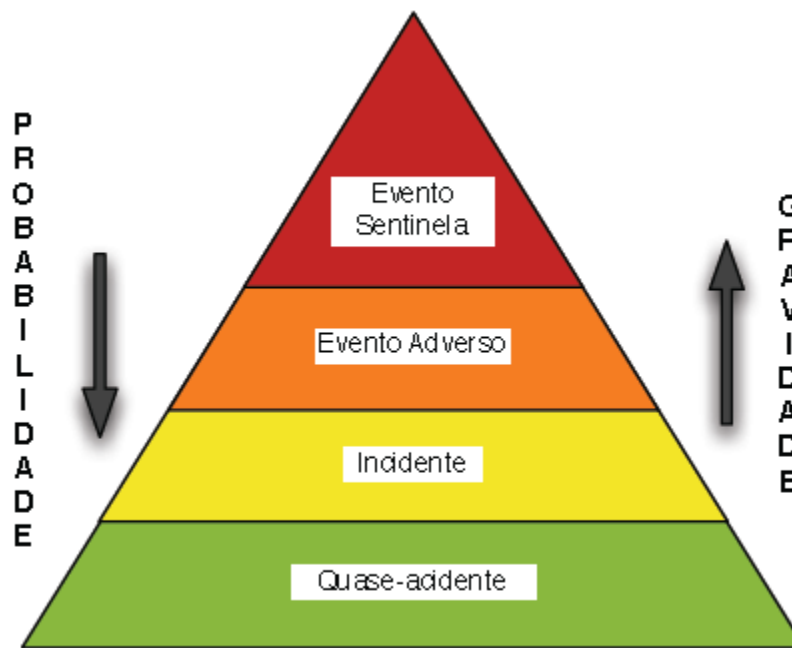 PROBABILIDADE
Evento
Sentinela
Evento Adverso
Incidente
Quase-acidente
GRAVIDADE